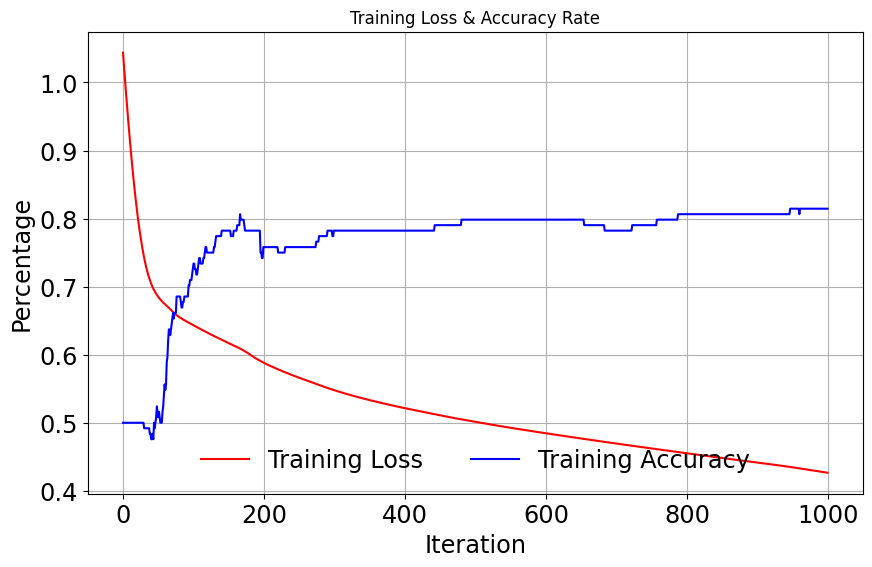 Training Loss & Accuracy Rate
Percentage
1.0
0.9
0.8
0.7
0.6
0.5
0.4
Training Loss
Training Accuracy
0 200 400 600 800 1000
Iteration